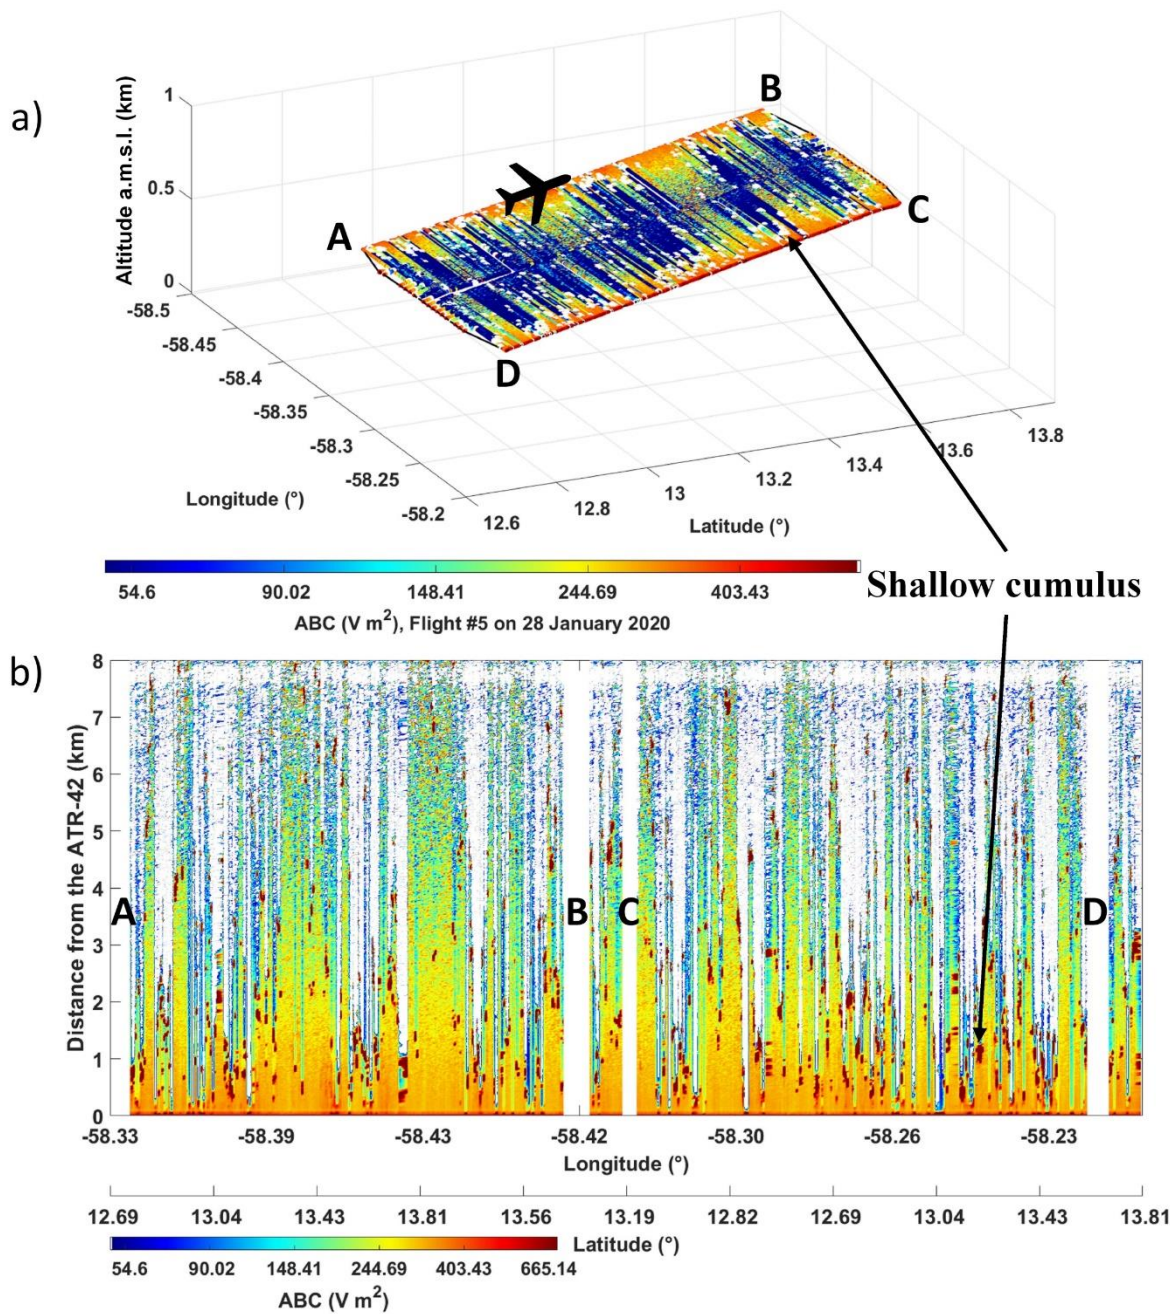 a)
Altitude a.m.s.l. (km)
1
0.5
0
A
B
C
D
-58.5
-58.45
-58.4
-58.35
-58.3
-58.25
-58.2
Longitude (°)
12.6
12.8
13
13.2
13.4
13.6
13.8
Latitude (°)
54.6 90.02 148.41 244.69 403.43
ABC (V m²), Flight #5 on 28 January 2020
Shallow cumulus
b)
Distance from the ATR-42 (km)
8
7
6
5
4
3
2
1
0
A B C D
-58.33 -58.39 -58.43 -58.42 -58.30 -58.26 -58.23
Longitude (°)
12.69 13.04 13.43 13.81 13.56 13.19 12.82 12.69 13.04 13.43 13.81
Latitude (°)
54.6 90.02 148.41 244.69 403.43 665.14
ABC (V m²)